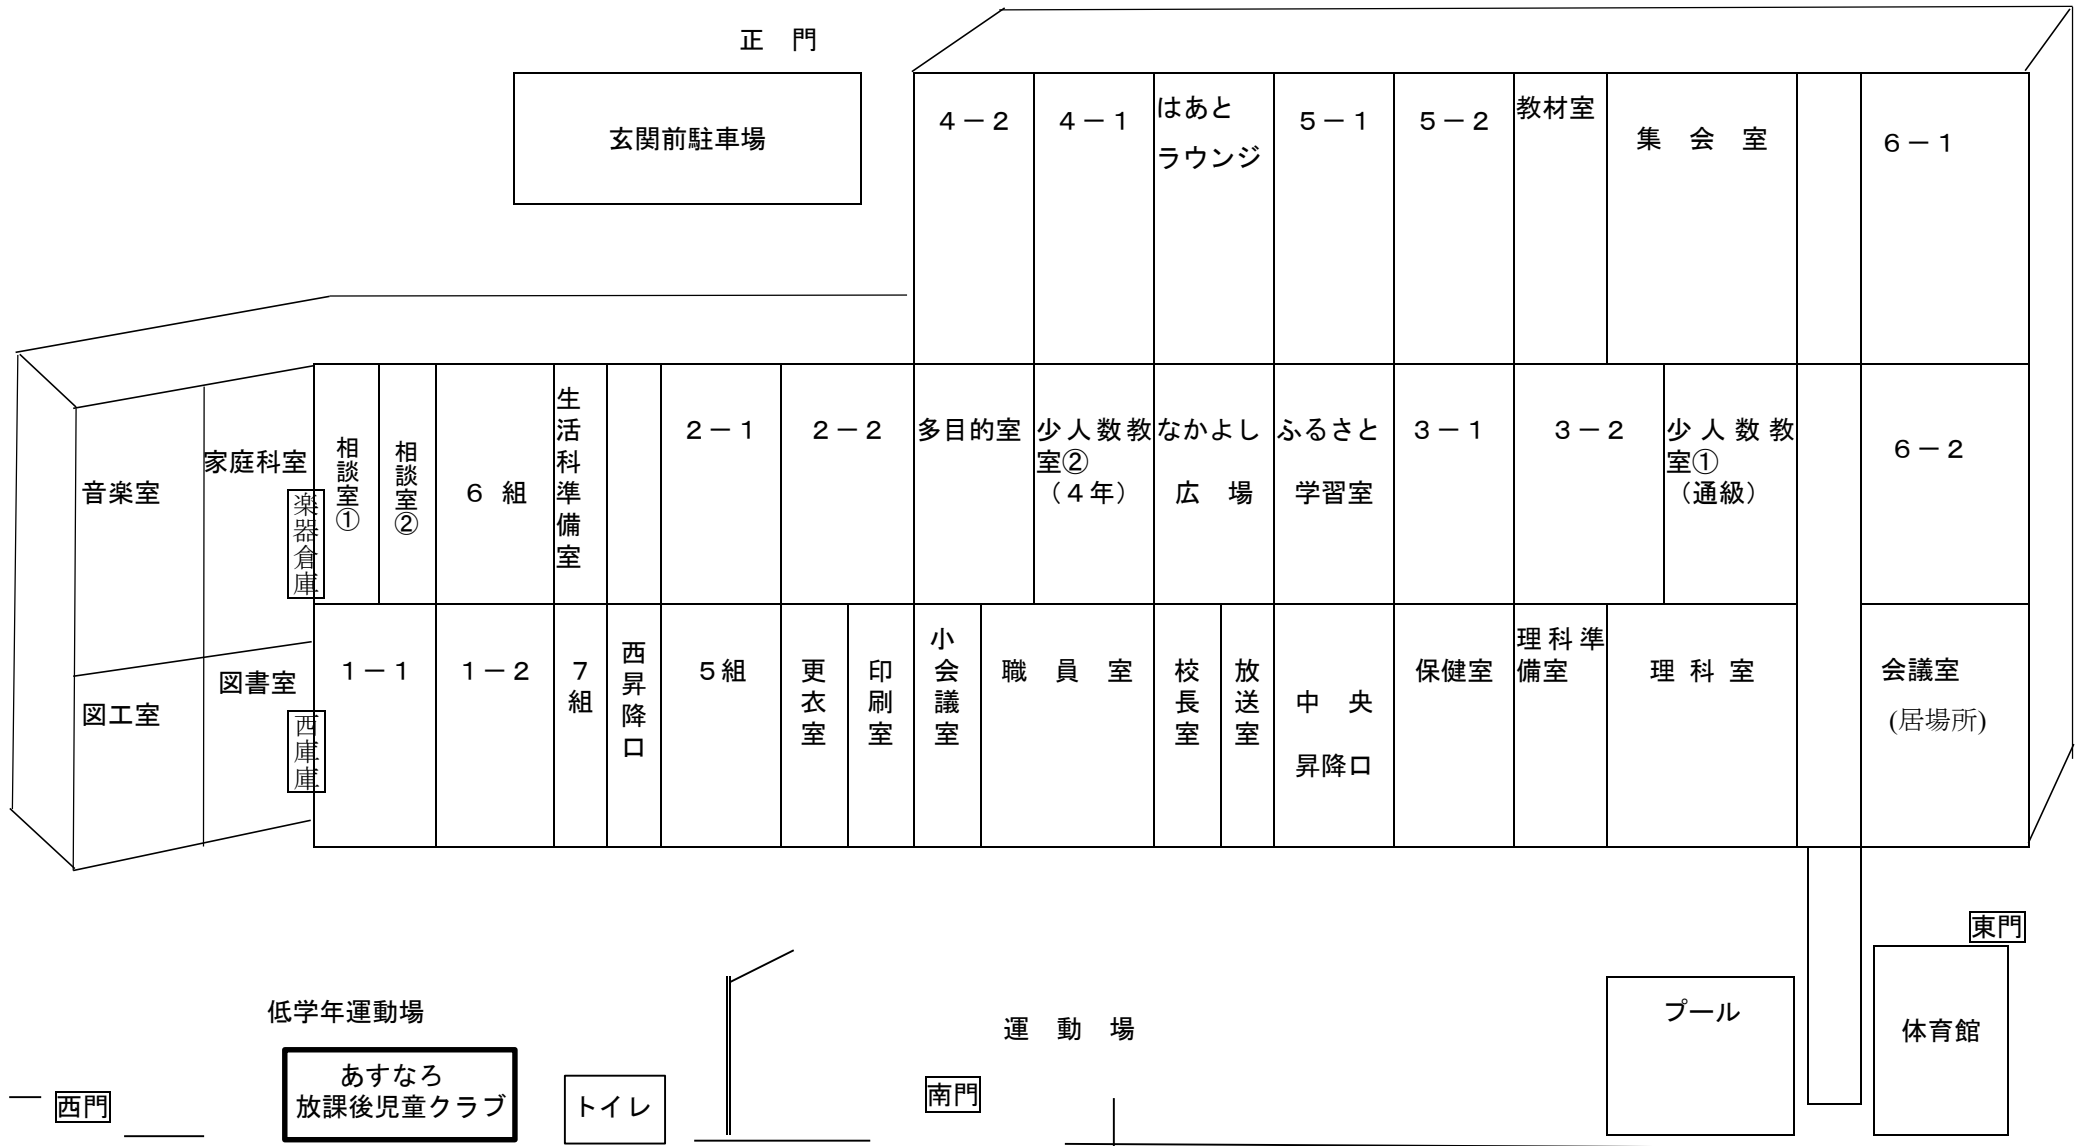 正 門
玄関前駐車場
４－２
４－１
はあと
ラウンジ
５－１
５－２
教材室
集 会 室
６－１
音楽室
家庭科室
楽器倉庫
相談室①
相談室②
６ 組
生活科準備室
２－１
２－２
多目的室
少人数教
室②
（４年）
なかよし
広 場
ふるさと
学習室
３－１
３－２
少人数教
室①
（通級）
６－２
図工室
図書室
西庫庫
１－１
１－２
７組
西昇降口
５組
更衣室
印刷室
小会議室
職 員 室
校長室
放送室
中 央
昇降口
保健室
理科準
備室
理 科 室
会議室
(居場所)
東門
低学年運動場
運 動 場
プール
体育館
あすなろ
放課後児童クラブ
トイレ
南門
西門